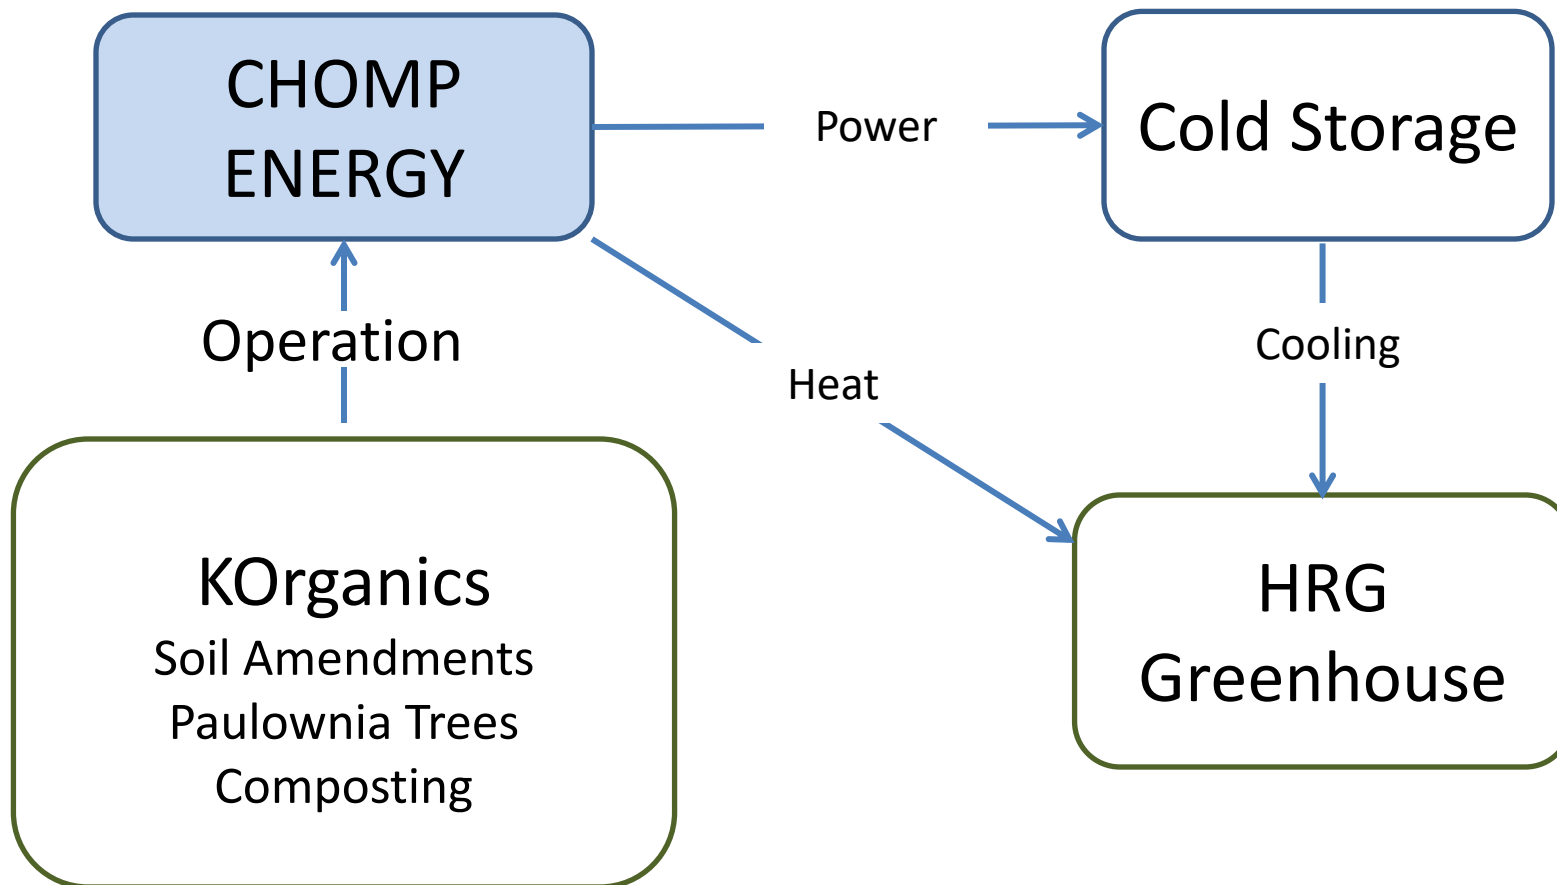 CHOMP
ENERGY
Power
Cold Storage
Operation
Heat
Cooling
KOrganics
Soil Amendments
Paulownia Trees
Composting
HRG
Greenhouse